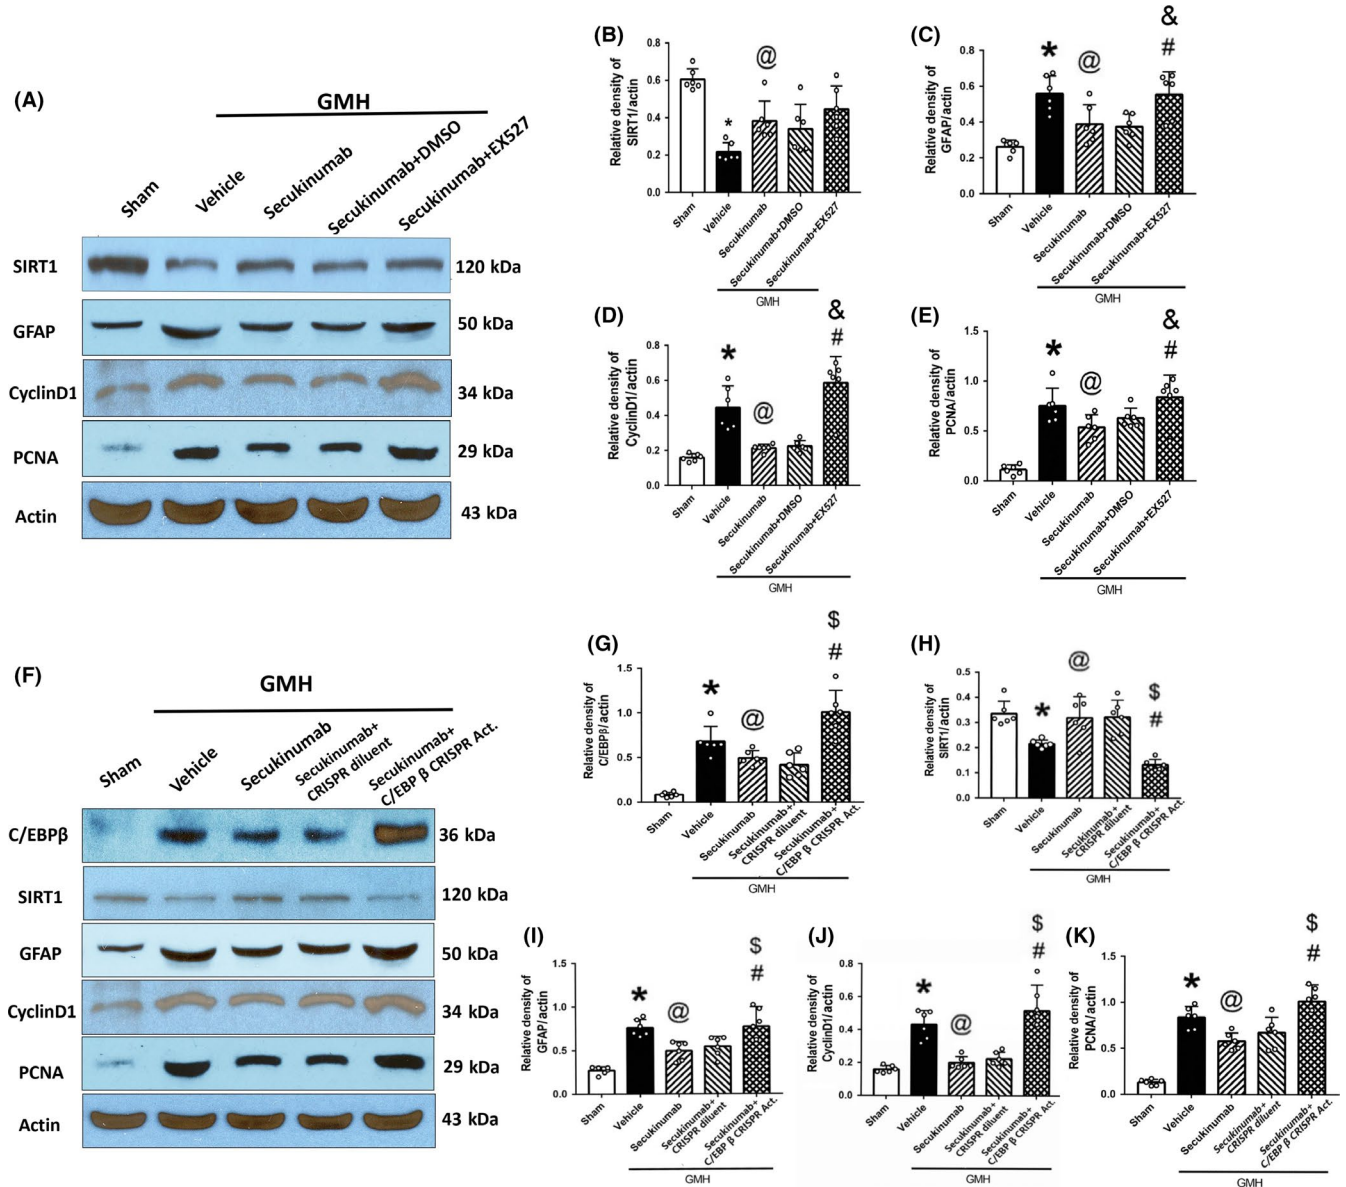 (A)
GMH
Sham
Vehicle
Secukinumab
Secukinumab+DMSO
Secukinumab+EX527
SIRT1
120 kDa
GFAP
50 kDa
CyclinD1
34 kDa
PCNA
29 kDa
Actin
43 kDa
(B)
Relative density of
SIRT1/actin
0.8
0.6
0.4
0.2
0.0
*
@
Sham
Vehicle
Secukinumab
Secukinumab+DMSO
Secukinumab+EX527
GMH
(C)
Relative density of
GFAP/actin
0.8
0.6
0.4
0.2
0.0
*
@
&
#
Sham
Vehicle
Secukinumab
Secukinumab+DMSO
Secukinumab+EX527
GMH
(D)
Relative density of
CyclinD1/actin
0.8
0.6
0.4
0.2
0.0
*
@
&
#
Sham
Vehicle
Secukinumab
Secukinumab+DMSO
Secukinumab+EX527
GMH
(E)
Relative density of
PCNA/actin
1.5
1.0
0.5
0.0
*
@
&
#
Sham
Vehicle
Secukinumab
Secukinumab+DMSO
Secukinumab+EX527
GMH
(F)
GMH
Sham
Vehicle
Secukinumab
Secukinumab+
CRISPR diluent
Secukinumab+
C/EBP β CRISPR Act.
C/EBPβ
36 kDa
SIRT1
120 kDa
GFAP
50 kDa
CyclinD1
34 kDa
PCNA
29 kDa
Actin
43 kDa
(G)
Relative density of
C/EBPβ/actin
1.5
1.0
0.5
0.0
*
@
$
#
Sham
Vehicle
Secukinumab
Secukinumab+
CRISPR diluent
Secukinumab+
C/EBP β CRISPR Act.
GMH
(H)
Relative density of
SIRT1/actin
0.5
0.4
0.3
0.2
0.1
0.0
*
@
$
#
Sham
Vehicle
Secukinumab
Secukinumab+
CRISPR diluent
Secukinumab+
C/EBP β CRISPR Act.
GMH
(I)
Relative density of
GFAP/actin
1.5
1.0
0.5
0.0
*
@
$
#
Sham
Vehicle
Secukinumab
Secukinumab+
CRISPR diluent
Secukinumab+
C/EBP β CRISPR Act.
GMH
(J)
Relative density of
CyclinD1/actin
0.8
0.6
0.4
0.2
0.0
*
@
$
#
Sham
Vehicle
Secukinumab
Secukinumab+
CRISPR diluent
Secukinumab+
C/EBP β CRISPR Act.
GMH
(K)
Relative density of
PCNA/actin
1.5
1.0
0.5
0.0
*
@
$
#
Sham
Vehicle
Secukinumab
Secukinumab+
CRISPR diluent
Secukinumab+
C/EBP β CRISPR Act.
GMH